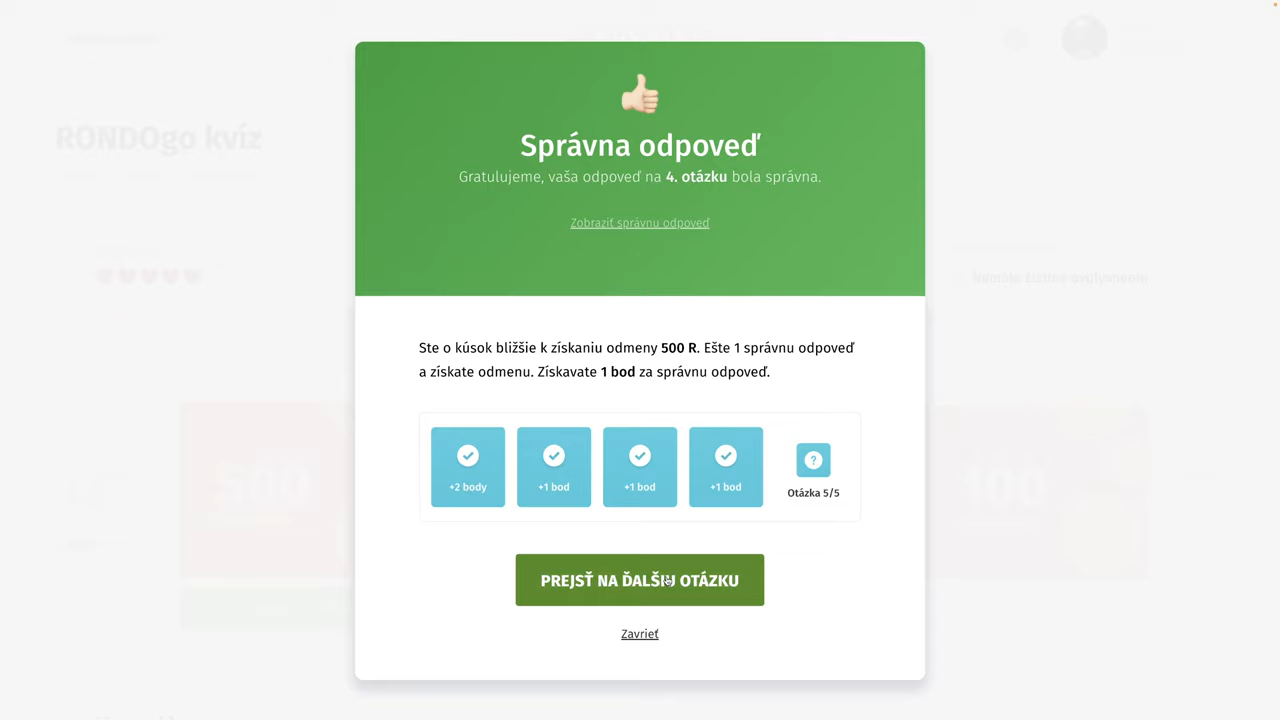 RONDOgo kvíz
Správna odpoveď
Gratulujeme, vaša odpoveď na 4. otázku bola správna.
Zobraziť správnu odpoveď
Ste o kúsok bližšie k získaniu odmeny 500 R. Ešte 1 správnu odpoveď
a získate odmenu. Získavate 1 bod za správnu odpoveď.
+2 body
+1 bod
+1 bod
+1 bod
Otázka 5/5
500
100
PREJSŤ NA ĎALŠIU OTÁZKU
Zavrieť